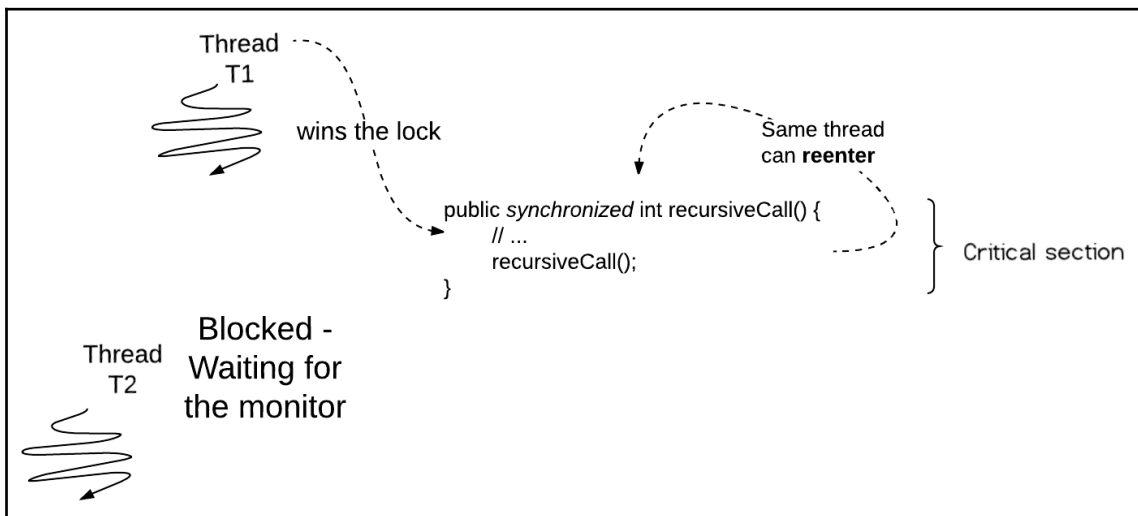 Thread
T1
wins the lock
Same thread
can reenter
public synchronized int recursiveCall() {
// ...
recursiveCall();
}
Critical section
Blocked -
Waiting for
the monitor
Thread
T2